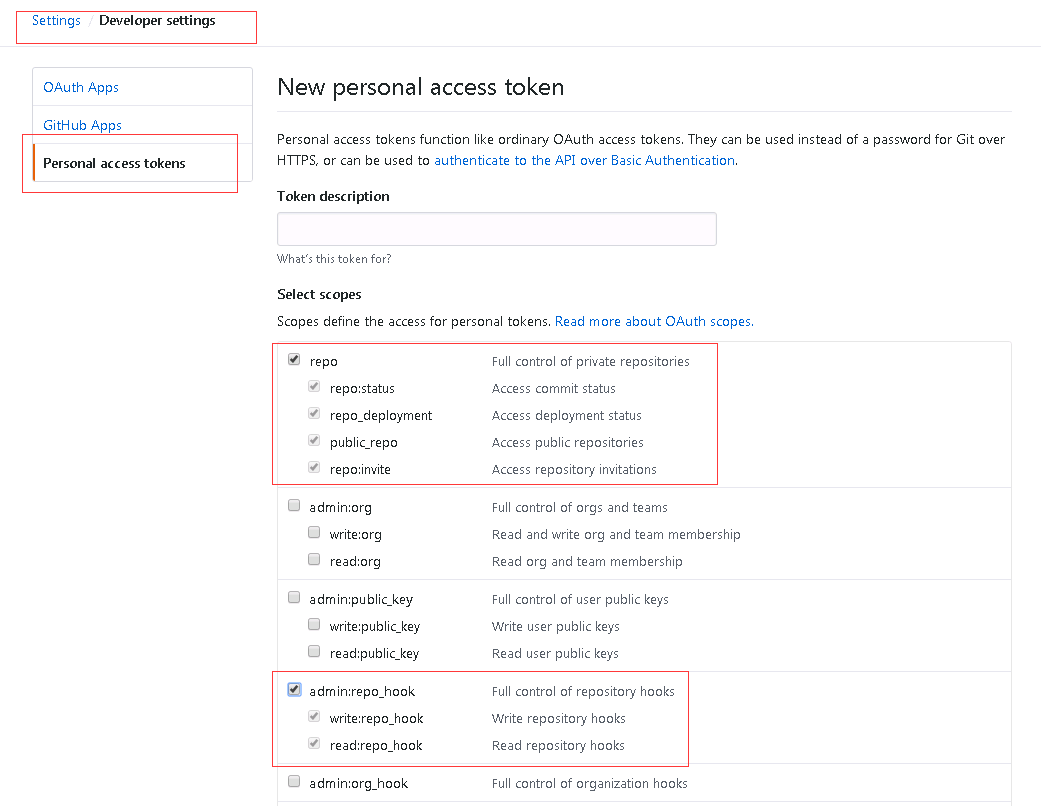 Settings / Developer settings
OAuth Apps
GitHub Apps
Personal access tokens
New personal access token
Personal access tokens function like ordinary OAuth access tokens. They can be used instead of a password for Git over
HTTPS, or can be used to authenticate to the API over Basic Authentication.
Token description
What's this token for?
Select scopes
Scopes define the access for personal tokens. Read more about OAuth scopes.
repo Full control of private repositories
repo:status Access commit status
repo_deployment Access deployment status
public_repo Access public repositories
repo:invite Access repository invitations
admin:org Full control of orgs and teams
write:org Read and write org and team membership
read:org Read org and team membership
admin:public_key Full control of user public keys
write:public_key Write user public keys
read:public_key Read user public keys
admin:repo_hook Full control of repository hooks
write:repo_hook Write repository hooks
read:repo_hook Read repository hooks
admin:org_hook Full control of organization hooks